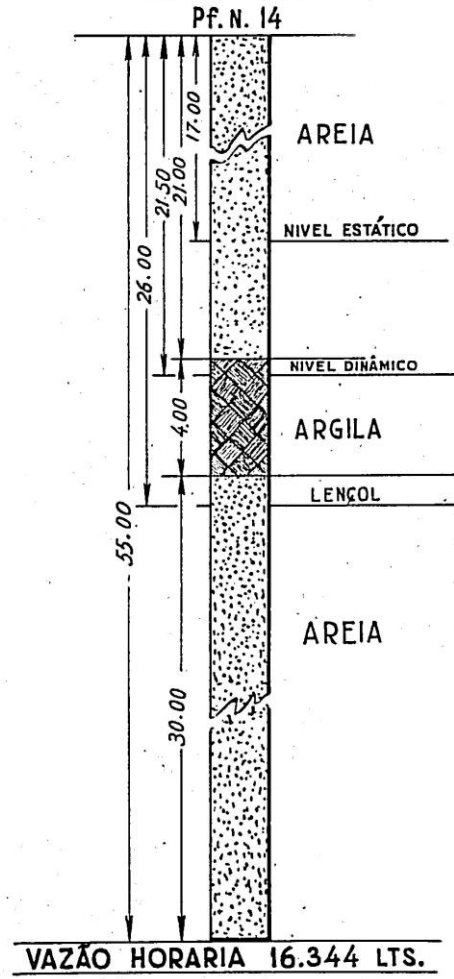 Pf. N. 14
17.00
AREIA
21.00
21.50
NIVEL ESTÁTICO
26.00
NIVEL DINÂMICO
4.00
ARGILA
LENÇOL
55.00
AREIA
30.00
VAZÃO HORARIA 16.344 LTS.